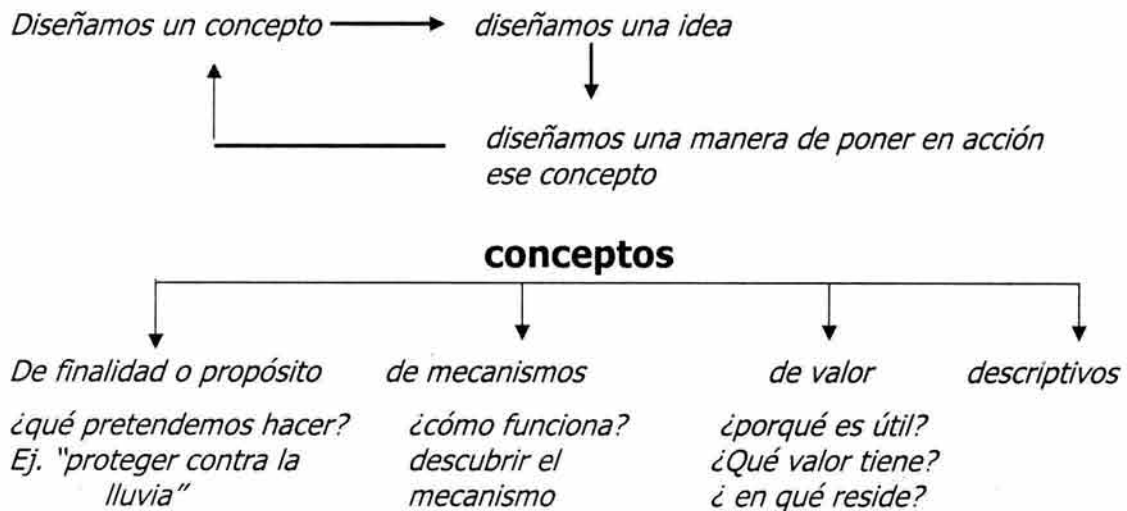 Diseñamos un concepto diseñamos una idea
diseñamos una manera de poner en acción
ese concepto
conceptos
De finalidad o propósito de mecanismos de valor descriptivos
¿qué pretendemos hacer? ¿cómo funciona? ¿porqué es útil?
Ej. "proteger contra la descubrir el ¿Qué valor tiene?
lluvia" mecanismo ¿ en qué reside?